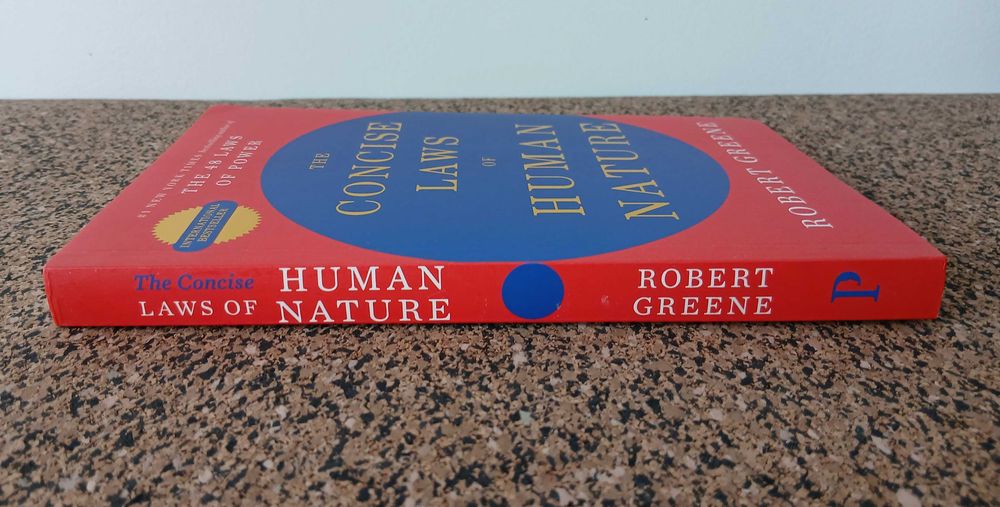 #1 NEW YORK TIMES bestselling author of
THE 48 LAWS
OF POWER
INTERNATIONAL
BESTSELLER
THE
CONCISE
LAWS
OF
HUMAN
NATURE
ROBERT GREENE
The Concise
LAWS OF
HUMAN
NATURE
ROBERT
GREENE
P